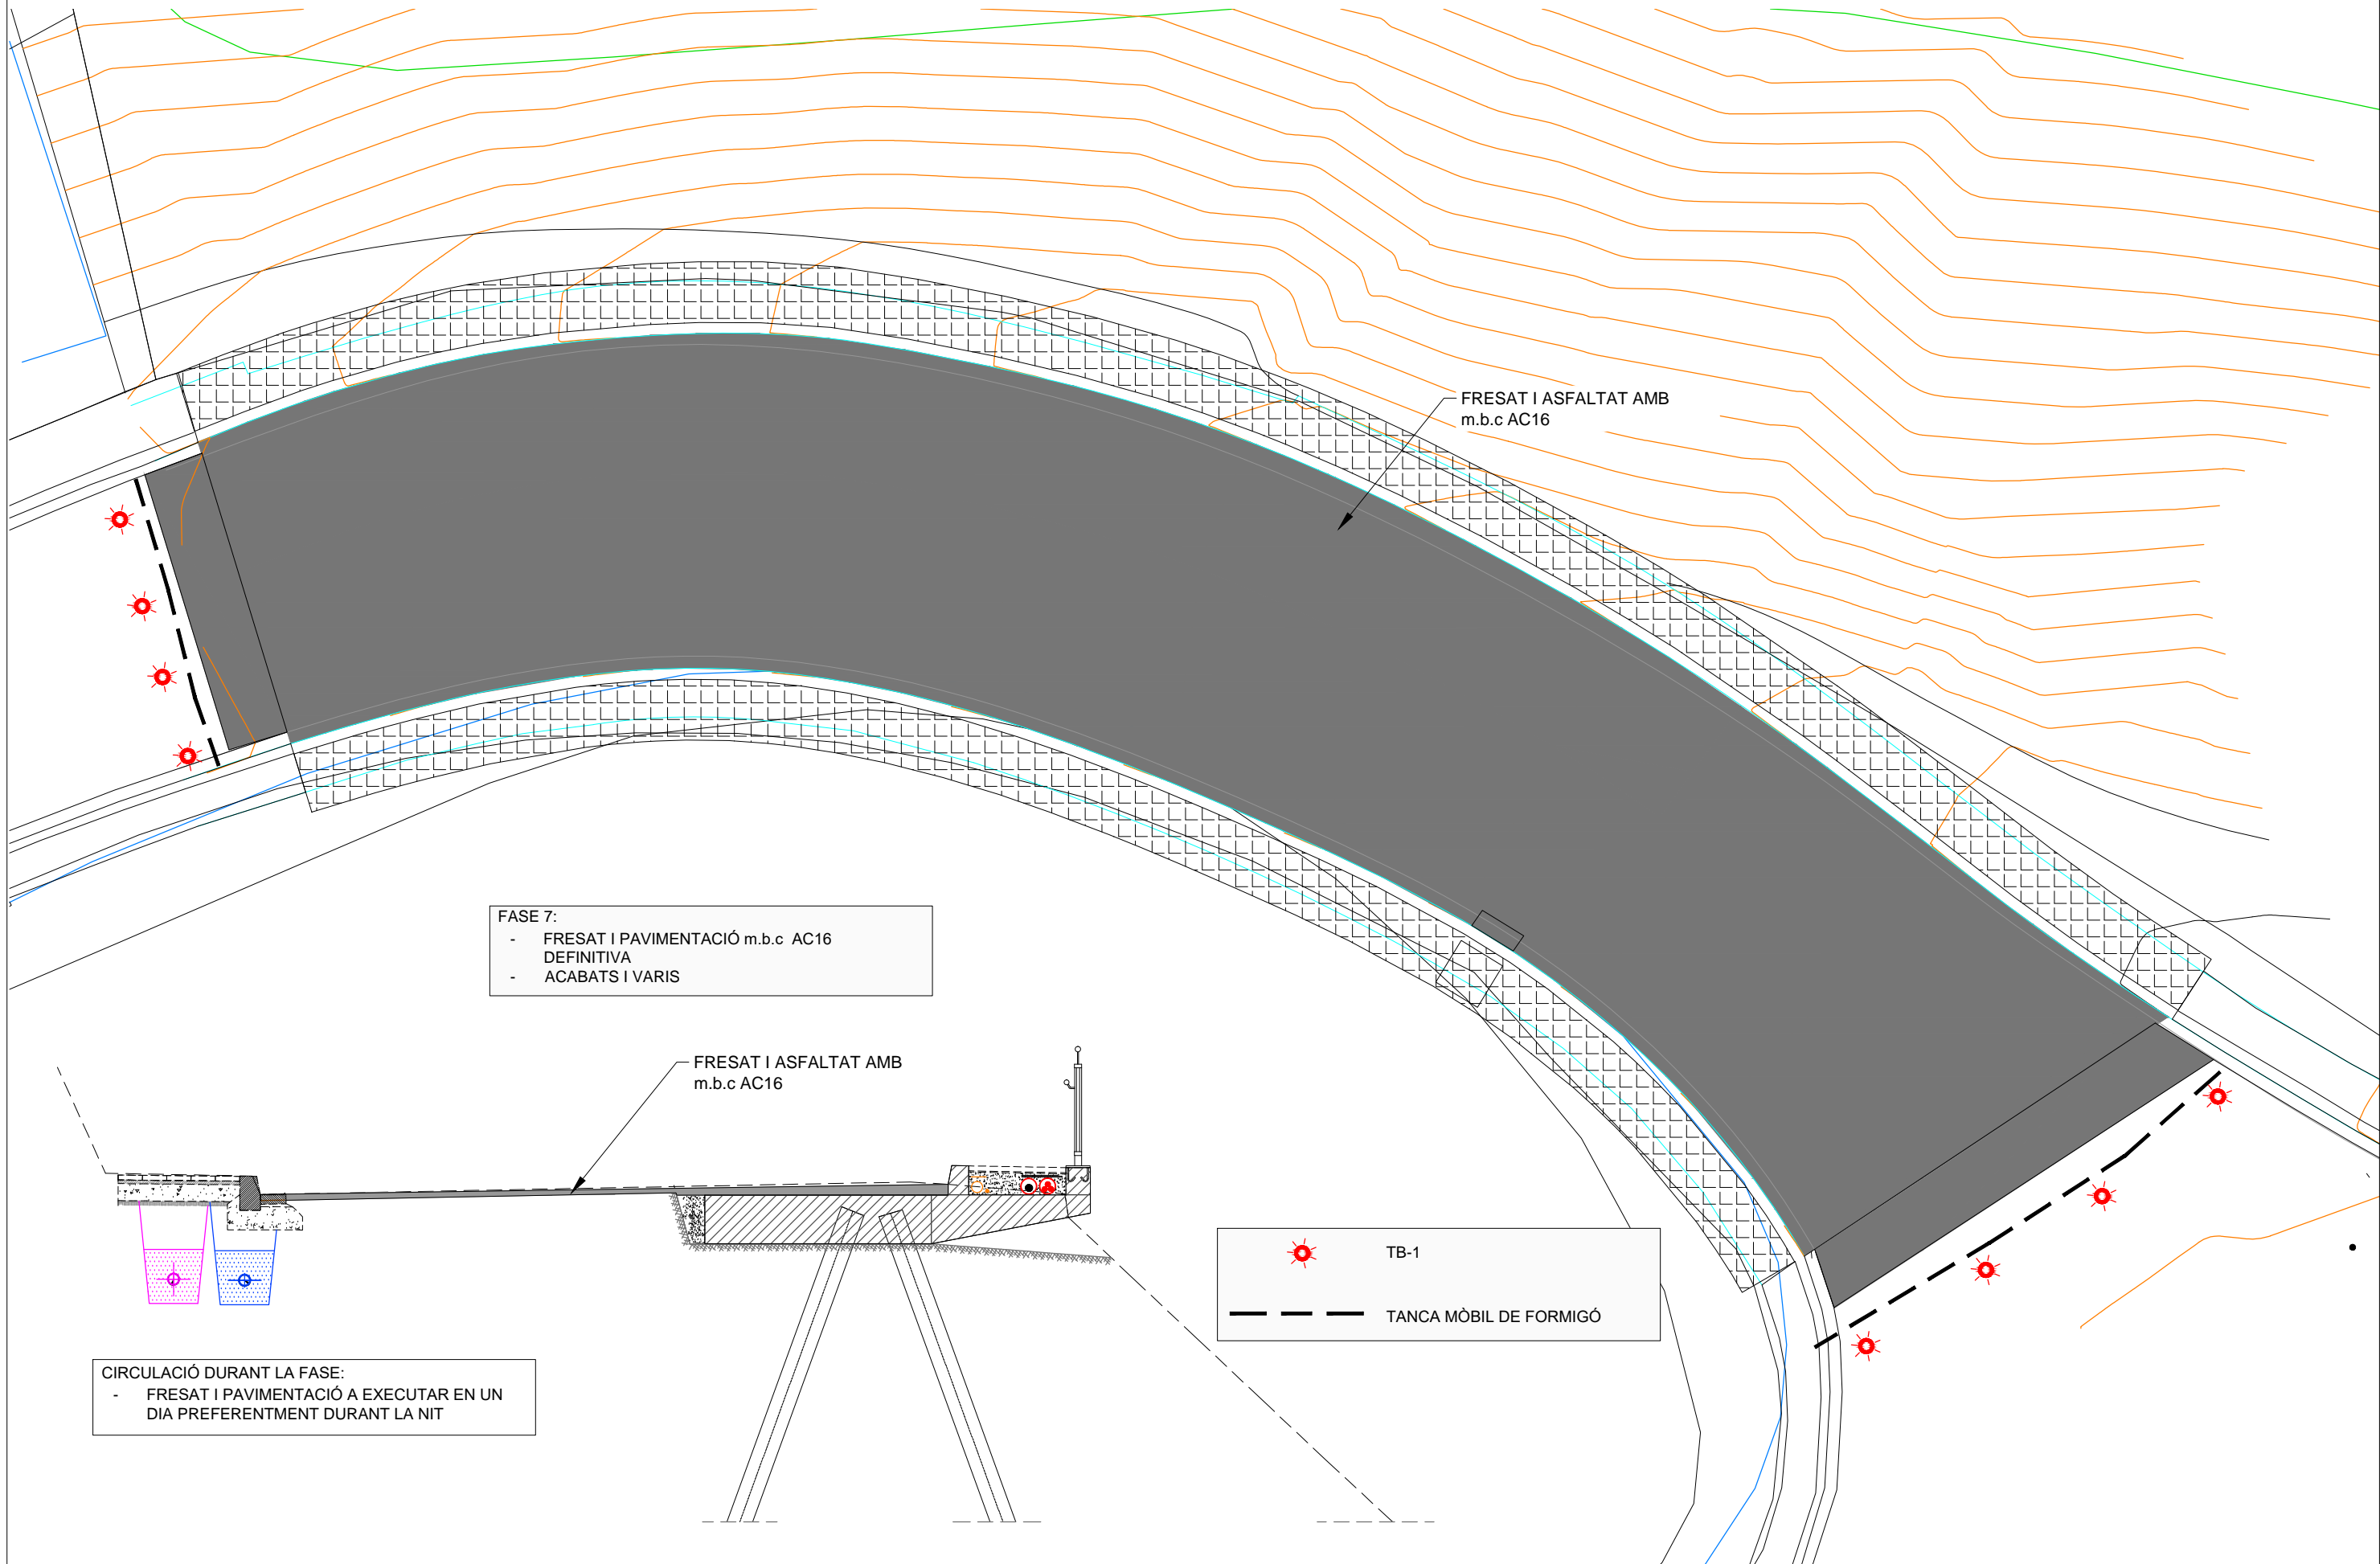 FRESAT I ASFALTAT AMB
m.b.c AC16
FASE 7:
- FRESAT I PAVIMENTACIÓ m.b.c AC16
DEFINITIVA
- ACABATS I VARIS
FRESAT I ASFALTAT AMB
m.b.c AC16
TB-1
TANCA MÒBIL DE FORMIGÓ
CIRCULACIÓ DURANT LA FASE:
- FRESAT I PAVIMENTACIÓ A EXECUTAR EN UN
DIA PREFERENTMENT DURANT LA NIT